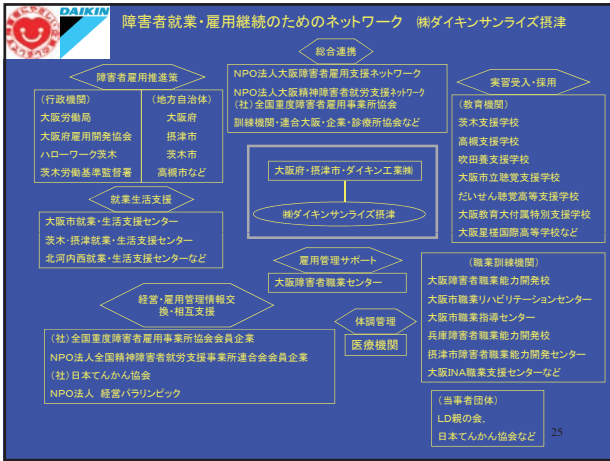 DAIKIN
障害者就業・雇用継続のためのネットワーク ㈱ダイキンサンライズ摂津
総合連携
NPO法人大阪障害者雇用支援ネットワーク
NPO法人大阪精神障害者就労支援ネットワーク
(社)全国重度障害者雇用事業所協会
訓練機関・連合大阪・企業・診療所協会など
障害者雇用推進策
(行政機関)
大阪労働局
大阪府雇用開発協会
ハローワーク茨木
茨木労働基準監督署
(地方自治体)
大阪府
摂津市
茨木市
高槻市など
実習受入・採用
(教育機関)
茨木支援学校
高槻支援学校
吹田養支援学校
大阪市立聴覚支援学校
だいせん聴覚高等支援学校
大阪教育大付属特別支援学校
大阪星槎国際高等学校など
大阪府・摂津市・ダイキン工業㈱
㈱ダイキンサンライズ摂津
就業生活支援
大阪市就業・生活支援センター
茨木・摂津就業・生活支援センター
北河内西就業・生活支援センターなど
雇用管理サポート
大阪障害者職業センター
(職業訓練機関)
大阪障害者職業能力開発校
大阪市職業リハビリテーションセンター
大阪市職業指導センター
兵庫障害者職業能力開発校
摂津市障害者職業能力開発センター
大阪INA職業支援センターなど
経営・雇用管理情報交
換・相互支援
(社)全国重度障害者雇用事業所協会会員企業
NPO法人全国精神障害者就労支援事業所連合会会員企業
(社)日本てんかん協会
NPO法人 経営パラリンピック
体調管理
医療機関
(当事者団体)
LD親の会,
日本てんかん協会など
25